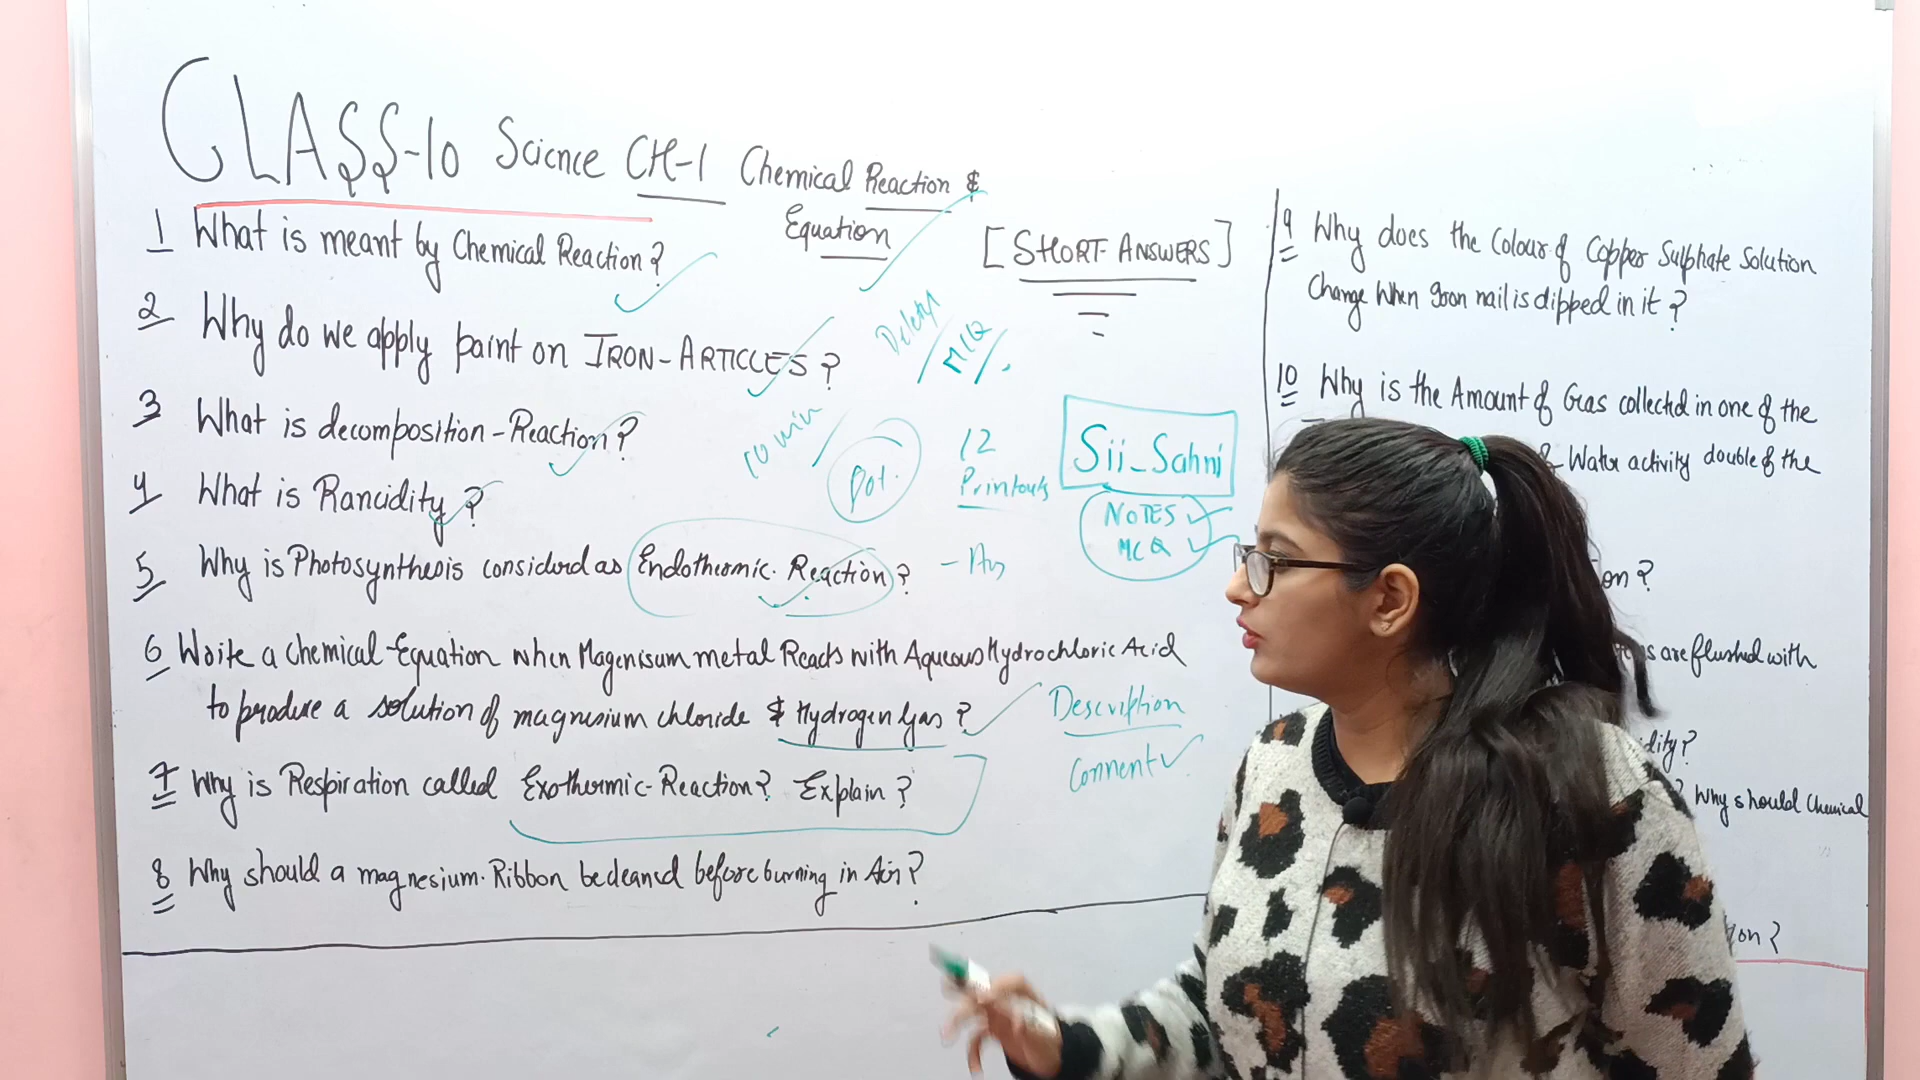 CLASS-10 Science CH-1 Chemical Reaction &
Equation
[SHORT-ANSWERS]
1 What is meant by Chemical Reaction?
2 Why do we apply paint on IRON-ARTICLES?
3 What is decomposition-Reaction?
4 What is Rancidity?
5 Why is Photosynthesis considerd as Endothermic Reaction? - Ans
6 Write a chemical-Equation when Magenisum metal Reacts with Aqueous Hydrochloric Acid
to produre a solution of magnesium chloride & Hydrogen Gas?
7 Why is Respiration called Exothermic-Reaction? Explain?
8 Why should a magnesium Ribbon be cleaned before burning in Air?
MCQ
10 min
12
Printouts
Sii_Sahni
NOTES
MCQ
Description
Comment
9 Why does the Colour of Copper Sulphate Solution
Change When Iron nail is dipped in it?
10 Why is the Amount of Gas collectd in one of the
Water activity double of the
on?
are flushed with
dity?
? Why should Chemical
on?